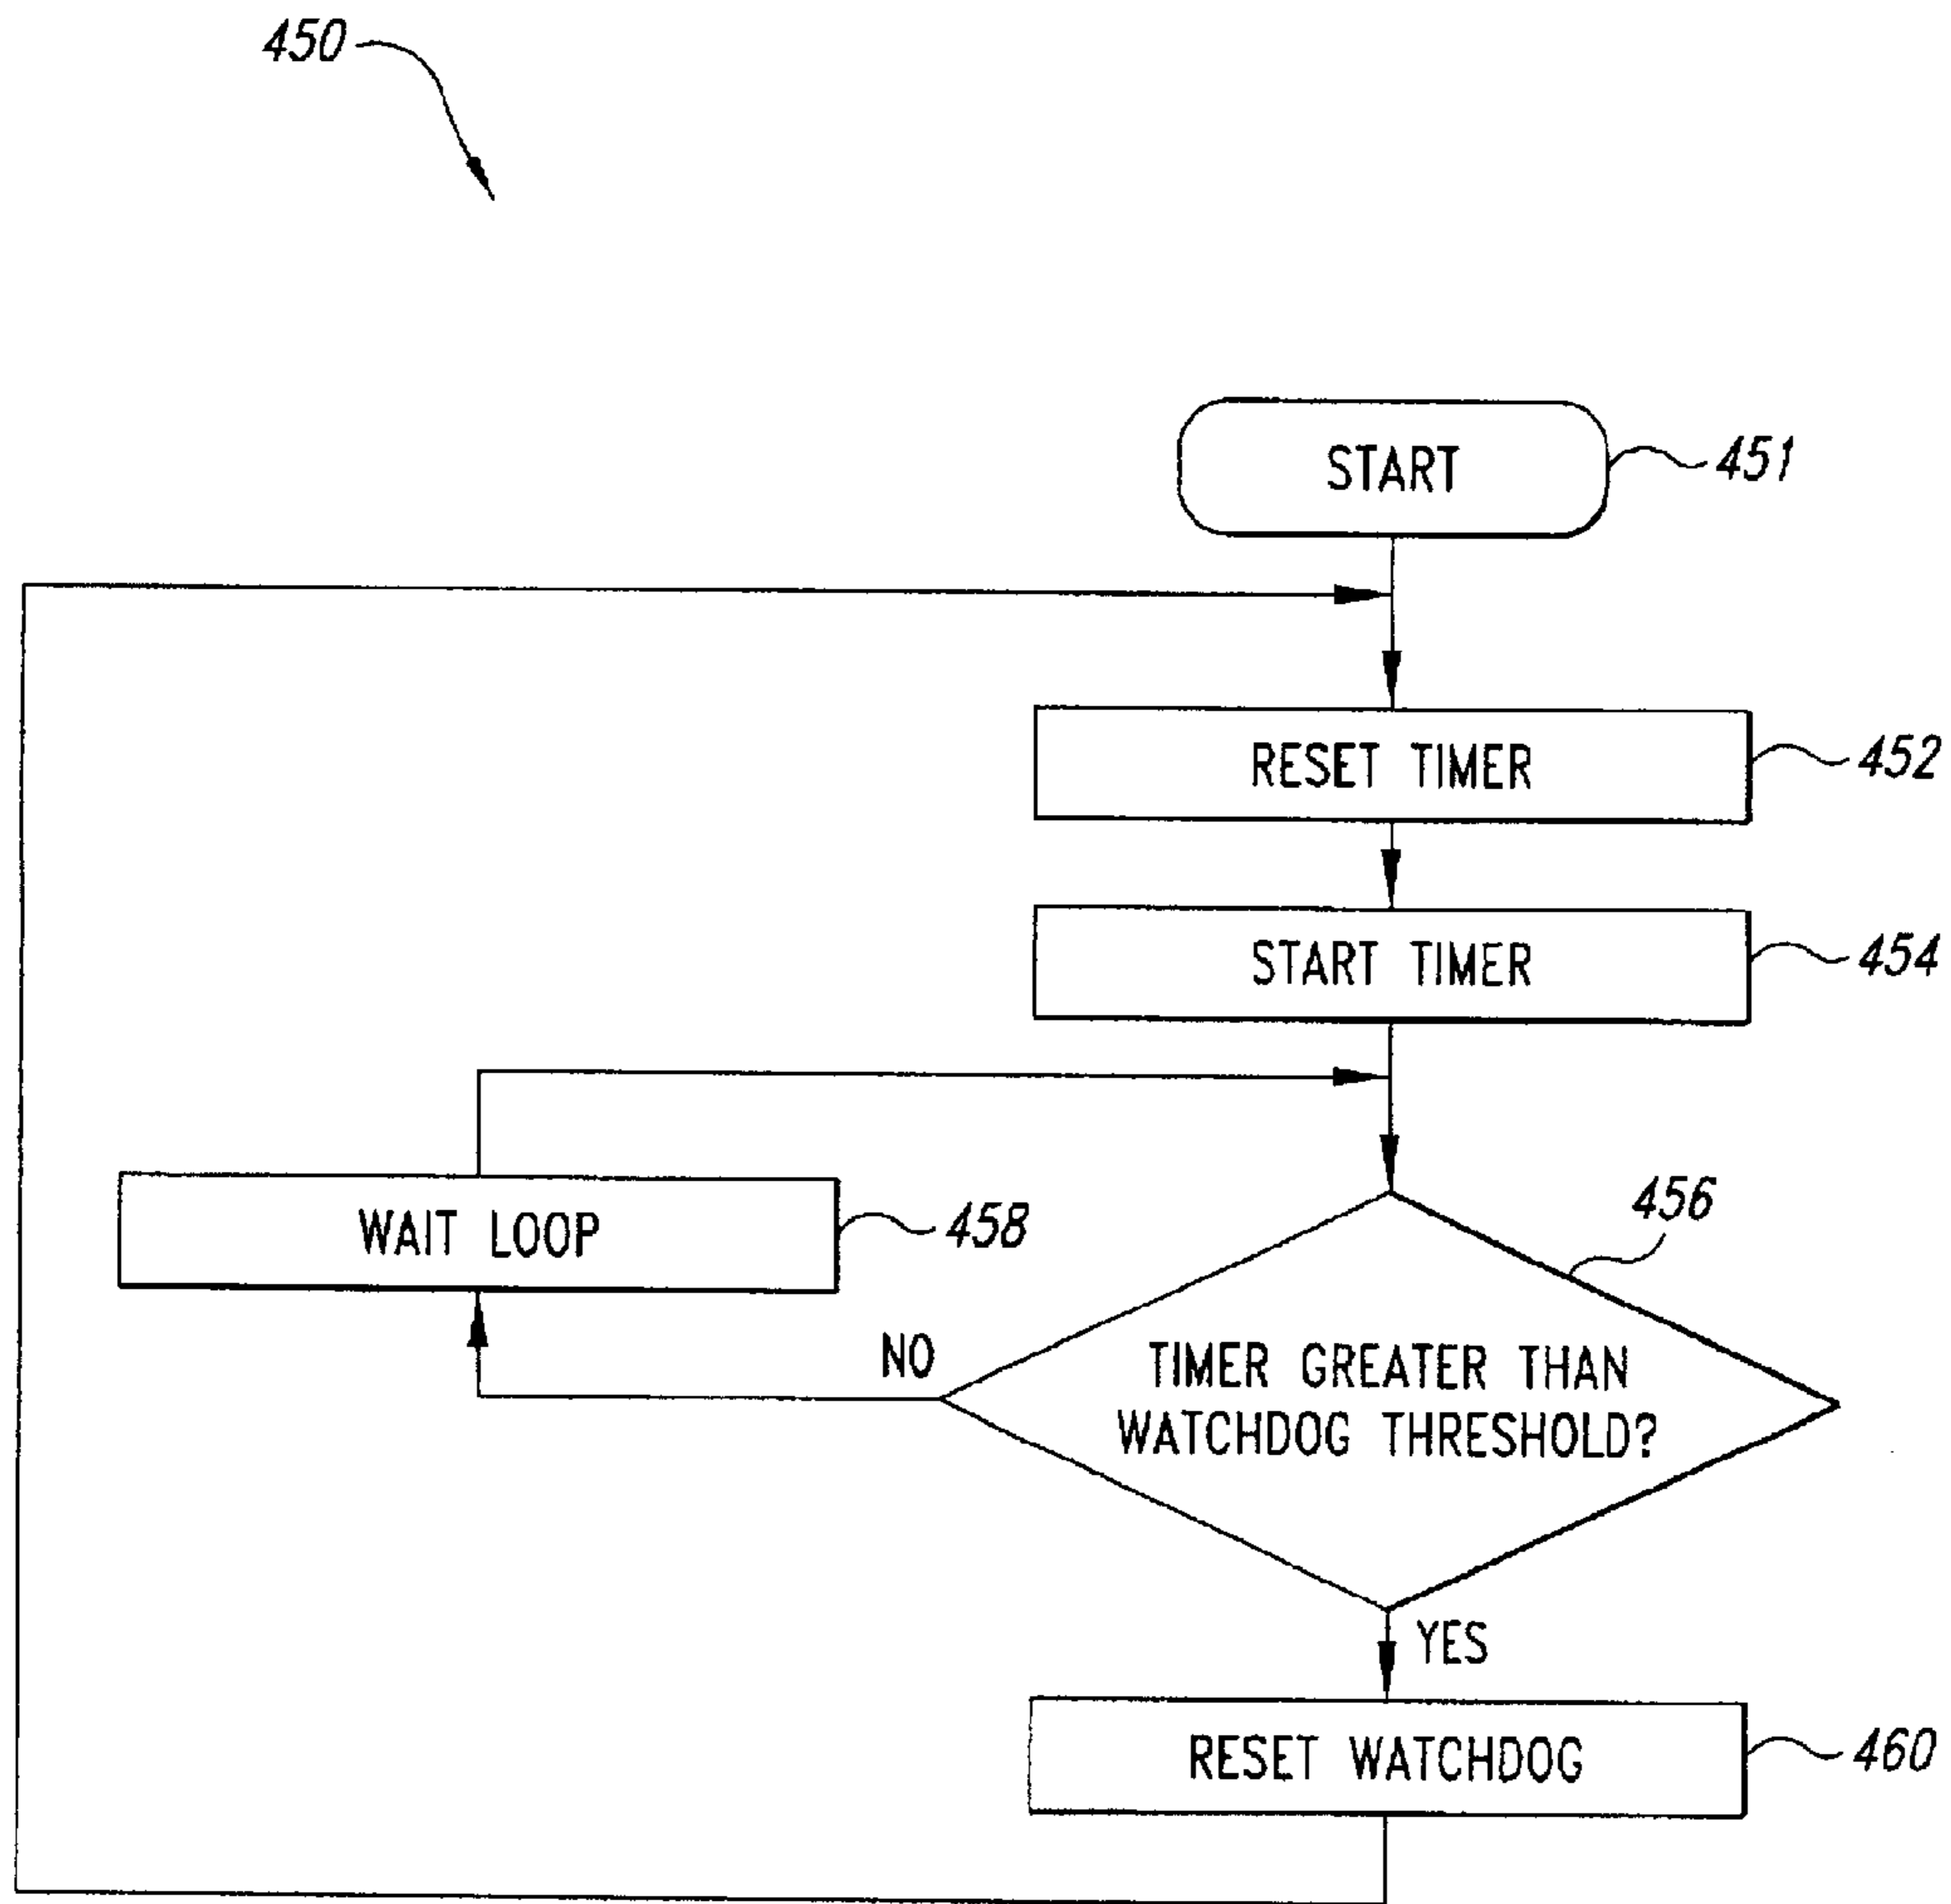 450
START
451
RESET TIMER
452
START TIMER
454
WAIT LOOP
458
456
NO
TIMER GREATER THAN
WATCHDOG THRESHOLD?
YES
RESET WATCHDOG
460